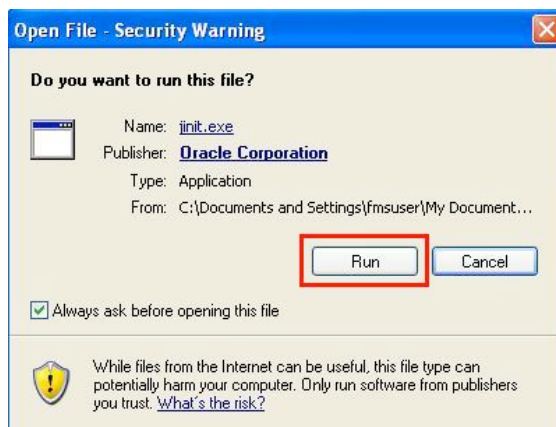 Open File - Security Warning
Do you want to run this file?
Name: jinit.exe
Publisher: Oracle Corporation
Type: Application
From: C:\Documents and Settings\fmsuser\My Document...
Run Cancel
Always ask before opening this file
While files from the Internet can be useful, this file type can
potentially harm your computer. Only run software from publishers
you trust. What's the risk?